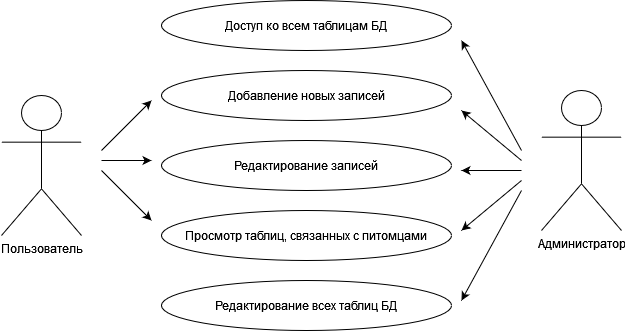 Доступ ко всем таблицам БД
Добавление новых записей
Редактирование записей
Просмотр таблиц, связанных с питомцами
Пользователь
Администратор
Редактирование всех таблиц БД